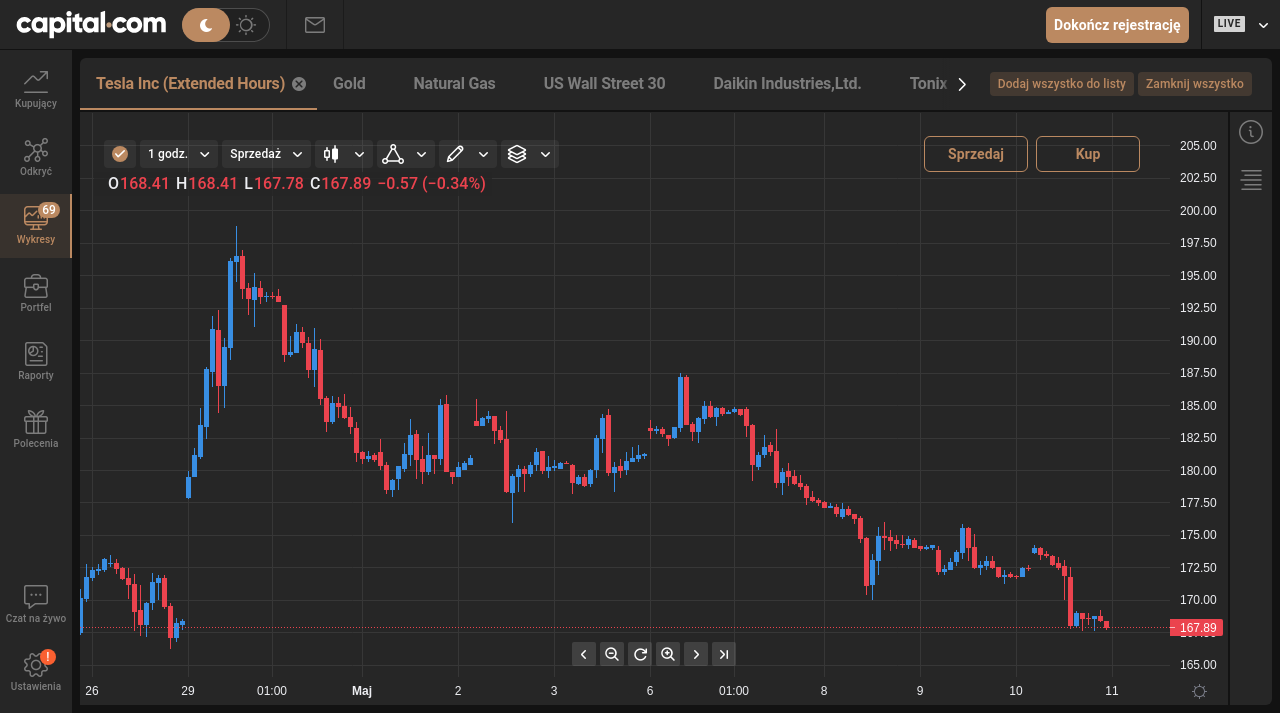 capital.com
Dokończ rejestrację
LIVE
Kupujący
Odkryć
69
Wykresy
Portfel
Raporty
Polecenia
Czat na żywo
!
Ustawienia
Tesla Inc (Extended Hours) Gold Natural Gas US Wall Street 30 Daikin Industries,Ltd. Tonix Dodaj wszystko do listy Zamknij wszystko
1 godz. Sprzedaż
Sprzedaj Kup
O168.41 H168.41 L167.78 C167.89 −0.57 (−0.34%)
205.00
202.50
200.00
197.50
195.00
192.50
190.00
187.50
185.00
182.50
180.00
177.50
175.00
172.50
170.00
167.89
165.00
26 29 01:00 Maj 2 3 6 01:00 8 9 10 11